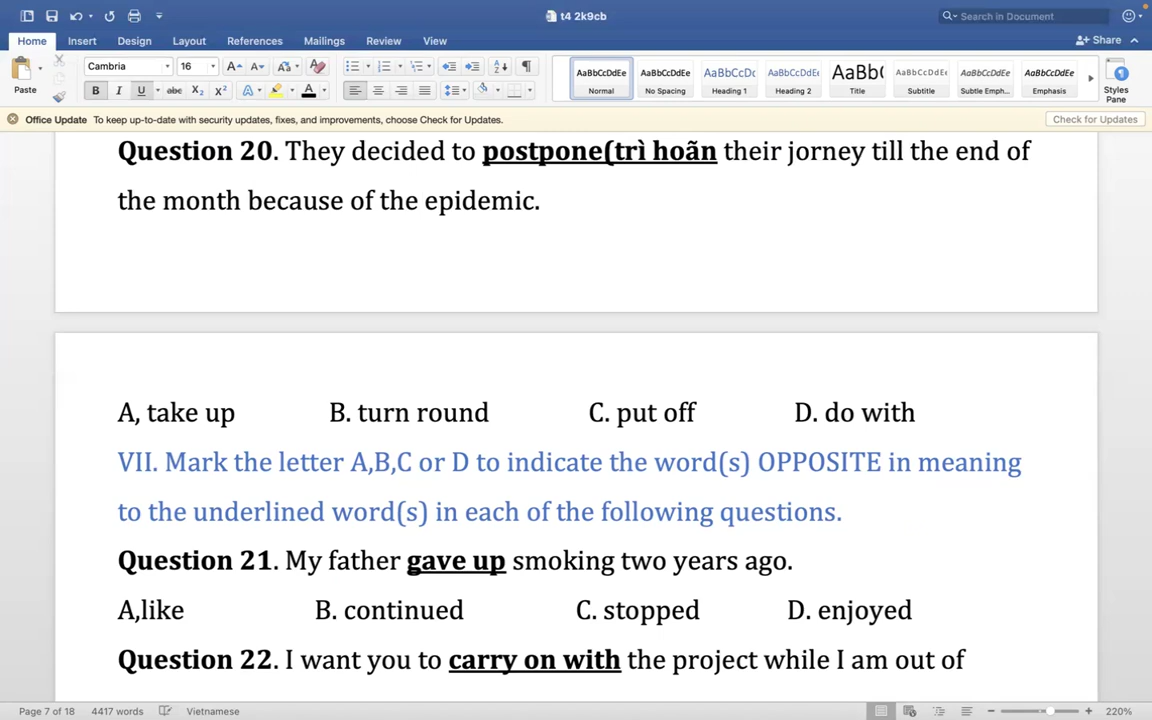 t4 2k9cb
Search in Document
Home Insert Design Layout References Mailings Review View
Share
Paste
Cambria 16
AaBbCcDdEe AaBbCcDdEe AaBbCcDc AaBbCcDdEe AaBb( AaBbCcDdEe AaBbCcDdEe AaBbCcDdEe
Normal No Spacing Heading 1 Heading 2 Title Subtitle Subtle Emph... Emphasis
Styles
Pane
Office Update To keep up-to-date with security updates, fixes, and improvements, choose Check for Updates.
Check for Updates
Question 20. They decided to postpone(trì hoãn their jorney till the end of
the month because of the epidemic.
A, take up B. turn round C. put off D. do with
VII. Mark the letter A,B,C or D to indicate the word(s) OPPOSITE in meaning
to the underlined word(s) in each of the following questions.
Question 21. My father gave up smoking two years ago.
A,like B. continued C. stopped D. enjoyed
Question 22. I want you to carry on with the project while I am out of
Page 7 of 18 4417 words Vietnamese
220%